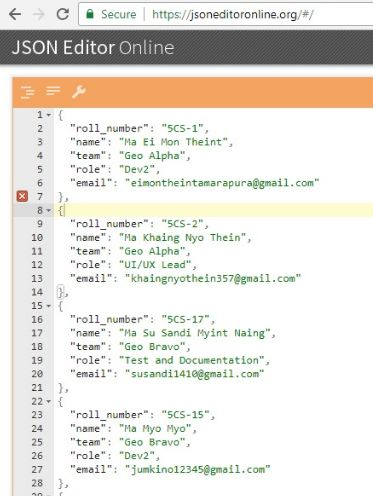 Secure https://jsoneditoronline.org/#/
JSON Editor Online
1 {
2 "roll_number": "5CS-1",
3 "name": "Ma Ei Mon Theint",
4 "team": "Geo Alpha",
5 "role": "Dev2",
6 "email": "eimontheintamarapura@gmail.com"
7 },
8 {
9 "roll_number": "5CS-2",
10 "name": "Ma Khaing Nyo Thein",
11 "team": "Geo Alpha",
12 "role": "UI/UX Lead",
13 "email": "khaingnyothein357@gmail.com"
14 },
15 {
16 "roll_number": "5CS-17",
17 "name": "Ma Su Sandi Myint Naing",
18 "team": "Geo Bravo",
19 "role": "Test and Documentation",
20 "email": "susandi1410@gmail.com"
21 },
22 {
23 "roll_number": "5CS-15",
24 "name": "Ma Myo Myo",
25 "team": "Geo Bravo",
26 "role": "Dev2",
27 "email": "jumkino12345@gmail.com"
28 },